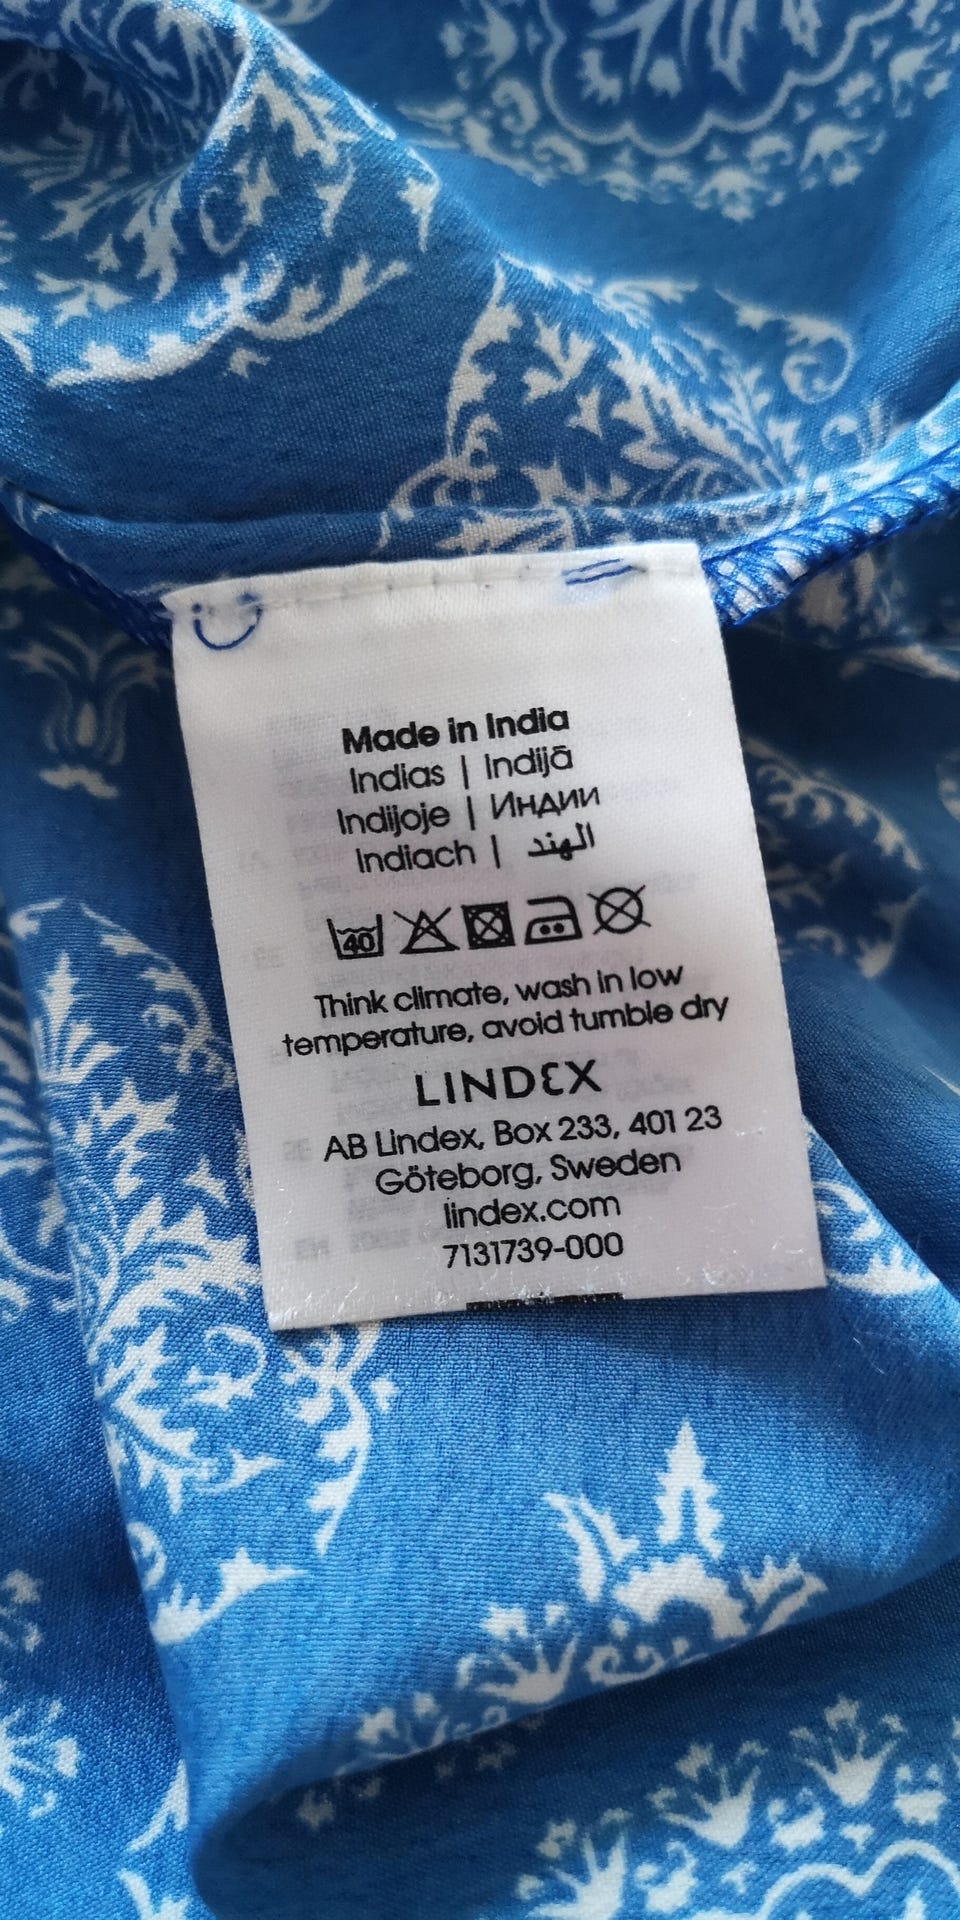 Made in India
Indias | Indijā
Indijoje | Индии
Indiach | الهند
40
Think climate, wash in low
temperature, avoid tumble dry
LINDEX
AB Lindex, Box 233, 401 23
Göteborg, Sweden
lindex.com
7131739-000